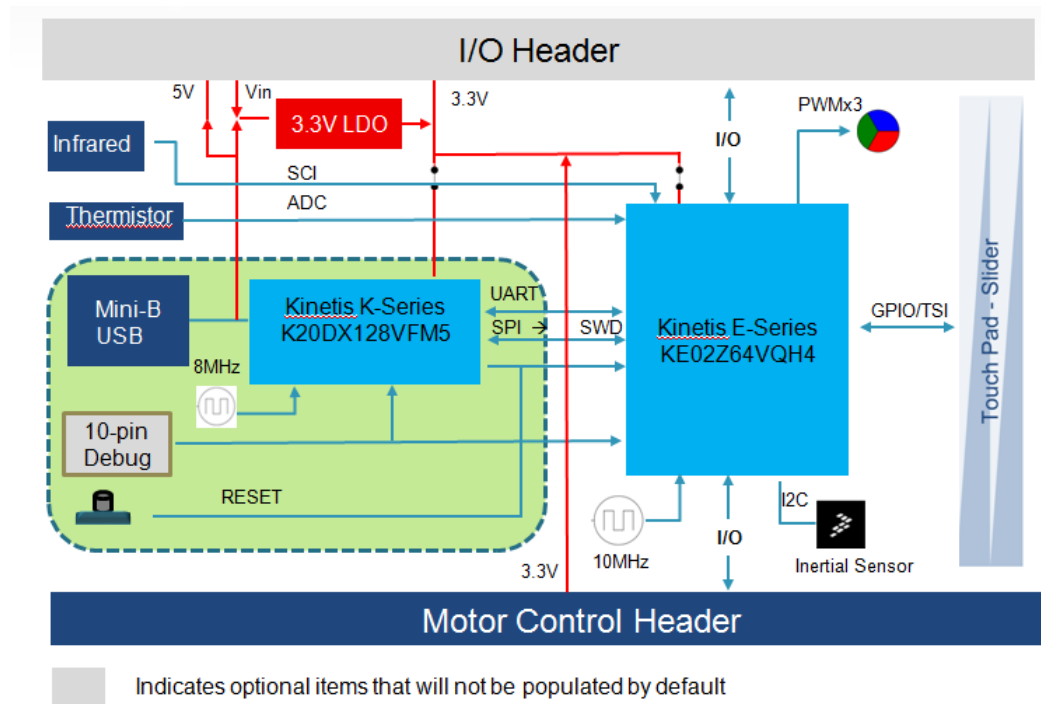 I/O Header
5V
Vin
3.3V
PWMx3
3.3V LDO
I/O
Infrared
SCI
ADC
Thermistor
Mini-B
USB
Kinetis K-Series
K20DX128VFM5
UART
SPI →
SWD
Kinetis E-Series
KE02Z64VQH4
GPIO/TSI
Touch Pad - Slider
8MHz
10-pin
Debug
RESET
10MHz
I/O
I2C
Inertial Sensor
3.3V
Motor Control Header
Indicates optional items that will not be populated by default